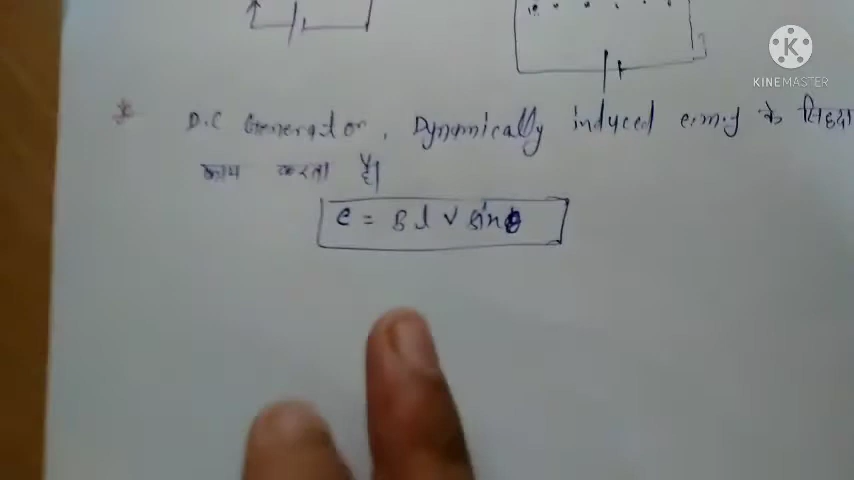 K
KINEMASTER
* D.C Generator, Dynamically induced e.m.f के
काम करता है।
e = B l v sinθ